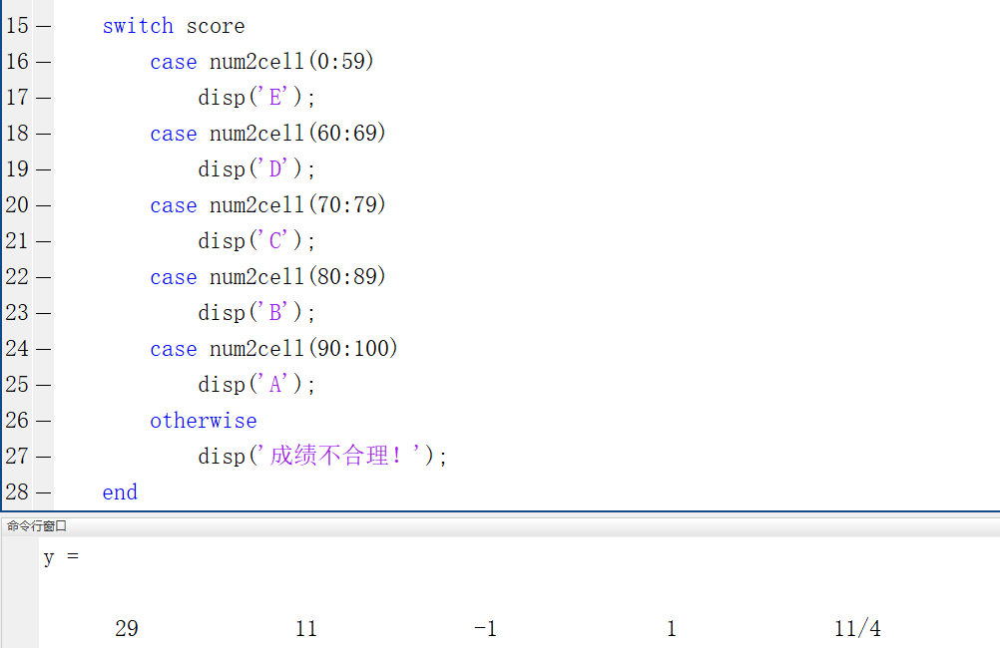 15 — switch score
16 — case num2cell(0:59)
17 — disp('E');
18 — case num2cell(60:69)
19 — disp('D');
20 — case num2cell(70:79)
21 — disp('C');
22 — case num2cell(80:89)
23 — disp('B');
24 — case num2cell(90:100)
25 — disp('A');
26 — otherwise
27 — disp('成绩不合理！');
28 — end
命令行窗口
y =
29 11 -1 1 11/4